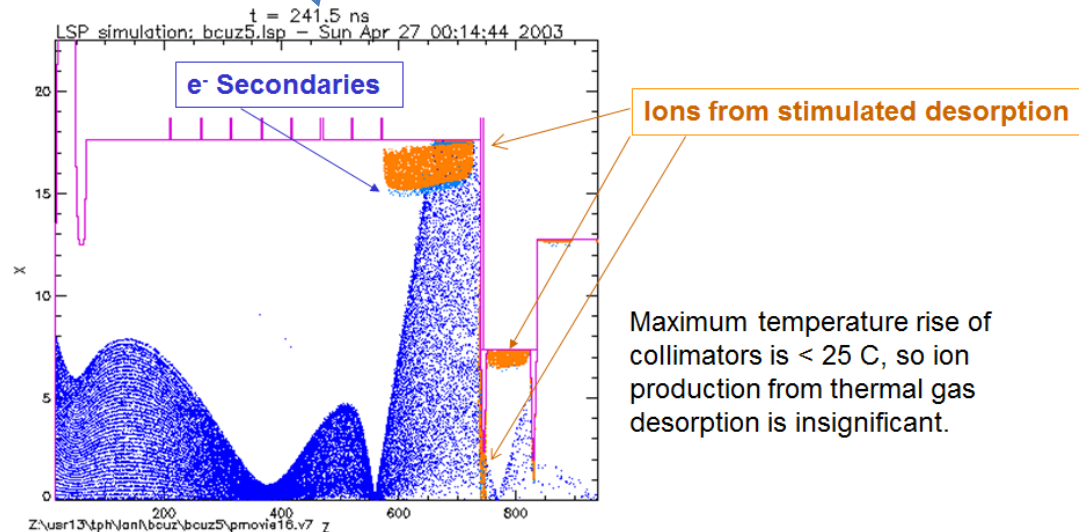 t = 241.5 ns
LSP simulation: bcuz5.lsp – Sun Apr 27 00:14:44 2003
e- Secondaries
Ions from stimulated desorption
20
15
10
5
0
X
Maximum temperature rise of
collimators is < 25 C, so ion
production from thermal gas
desorption is insignificant.
200
400
600
800
Z:\usr13\tph\lanl\bcuz\bcuz5\pmovie16.v7
Z